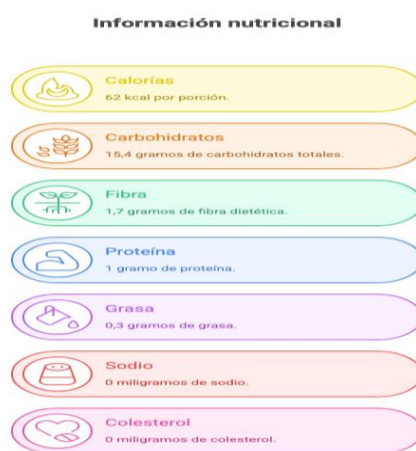 Información nutricional
Calorías
62 kcal por porción.
Carbohidratos
15,4 gramos de carbohidratos totales.
Fibra
1,7 gramos de fibra dietética.
Proteína
1 gramo de proteína.
Grasa
0,3 gramos de grasa.
Sodio
0 miligramos de sodio.
Colesterol
0 miligramos de colesterol.